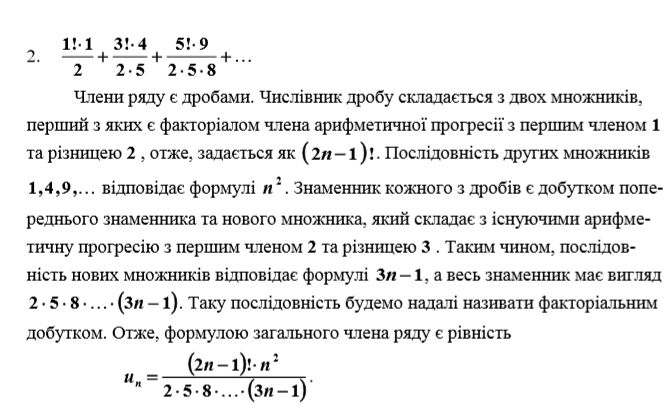 2. 1!·1/2 + 3!·4/2·5 + 5!·9/2·5·8 + …
Члени ряду є дробами. Числівник дробу складається з двох множників,
перший з яких є факторіалом члена арифметичної прогресії з першим членом 1
та різницею 2 , отже, задається як (2n−1)!. Послідовність других множників
1,4,9,… відповідає формулі n². Знаменник кожного з дробів є добутком попе-
реднього знаменника та нового множника, який складає з існуючими арифме-
тичну прогресію з першим членом 2 та різницею 3 . Таким чином, послідов-
ність нових множників відповідає формулі 3n−1, а весь знаменник має вигляд
2·5·8·…·(3n−1). Таку послідовність будемо надалі називати факторіальним
добутком. Отже, формулою загального члена ряду є рівність
uₙ = (2n−1)!·n²/2·5·8·…·(3n−1).